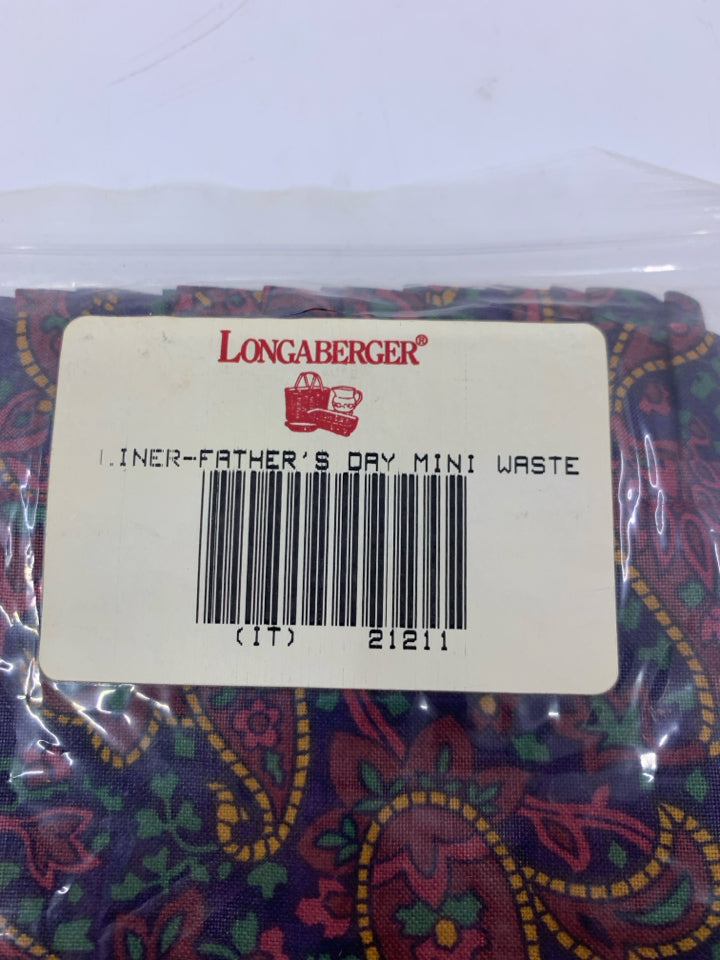 LONGABERGER®
LINER-FATHER'S DAY MINI WASTE
(IT) 21211